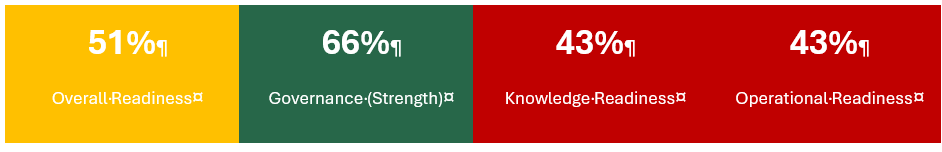 51%¶
Overall·Readiness¤
66%¶
Governance·(Strength)¤
43%¶
Knowledge·Readiness¤
43%¶
Operational·Readiness¤